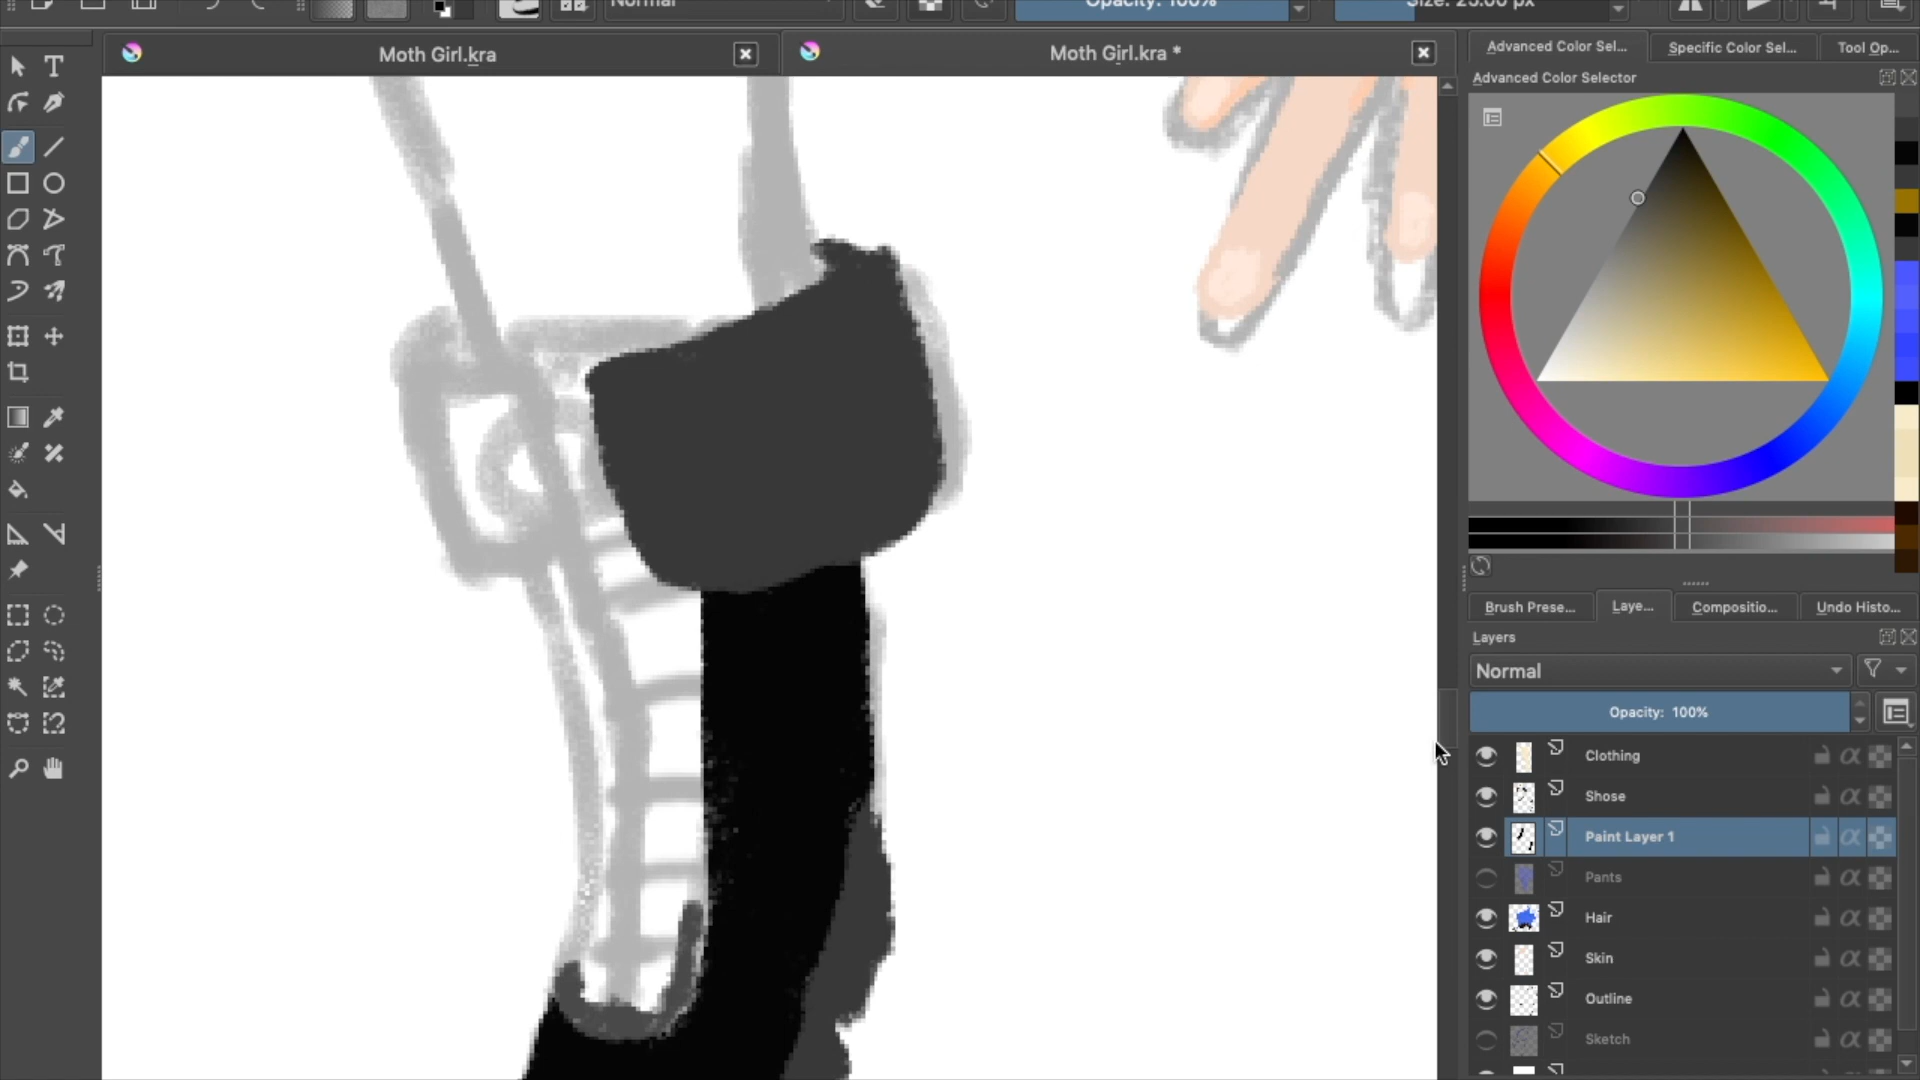 Normal
Opacity: 100%
Size: 25.00 px
Moth Girl.kra
Moth Girl.kra *
Advanced Color Sel...
Specific Color Sel...
Tool Op...
Advanced Color Selector
Brush Prese...
Laye...
Compositio...
Undo Histo...
Layers
Normal
Opacity: 100%
Clothing
Shose
Paint Layer 1
Pants
Hair
Skin
Outline
Sketch